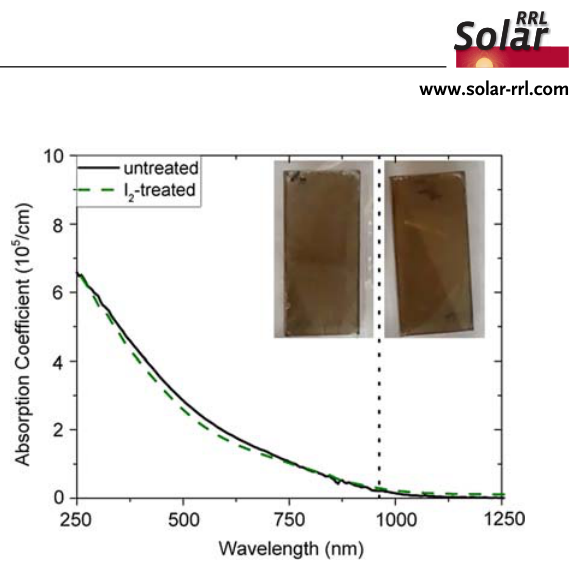 Solar RRL
www.solar-rrl.com
untreated
I2-treated
Absorption Coefficient (10^5/cm)
10
8
6
4
2
0
250 500 750 1000 1250
Wavelength (nm)